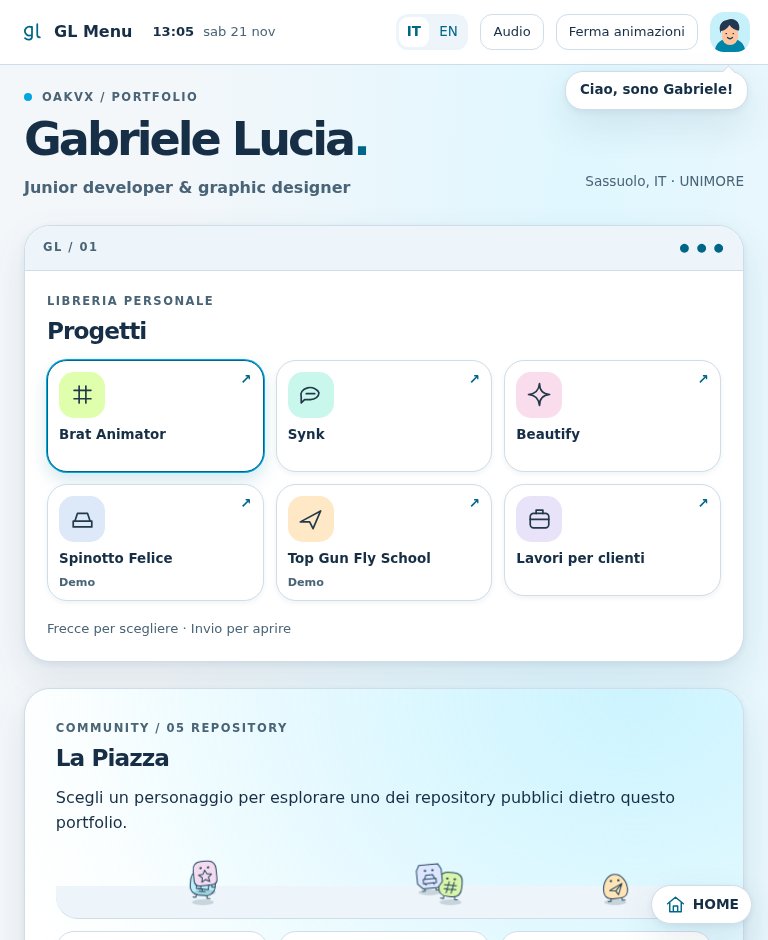 gl GL Menu 13:05 sab 21 nov IT EN Audio Ferma animazioni
Ciao, sono Gabriele!
OAKVX / PORTFOLIO
Gabriele Lucia.
Junior developer & graphic designer
Sassuolo, IT · UNIMORE
GL / 01
LIBRERIA PERSONALE
Progetti
↗ ↗ ↗
Brat Animator Synk Beautify
↗ ↗ ↗
Spinotto Felice Top Gun Fly School Lavori per clienti
Demo Demo
Frecce per scegliere · Invio per aprire
COMMUNITY / 05 REPOSITORY
La Piazza
Scegli un personaggio per esplorare uno dei repository pubblici dietro questo
portfolio.
HOME